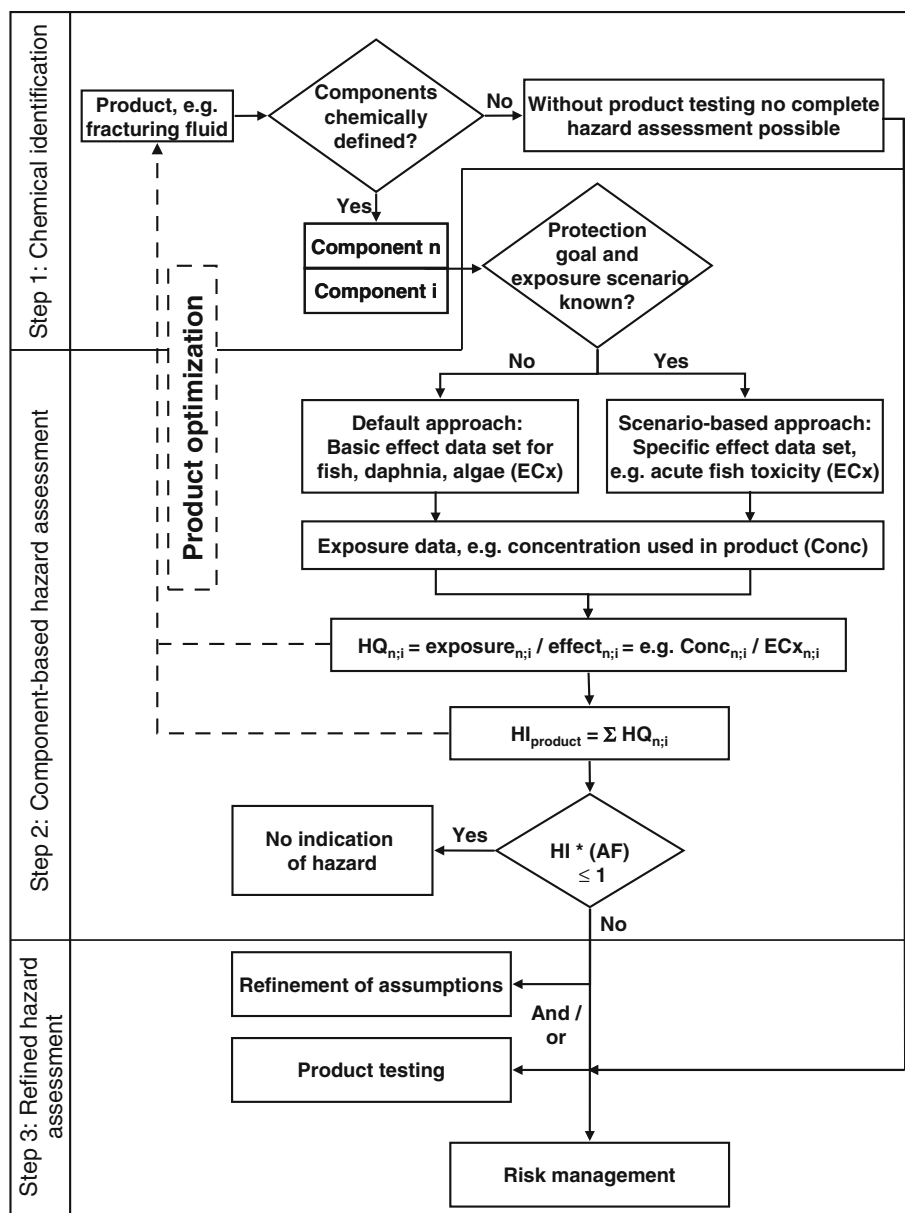 Step 1: Chemical identification
Product, e.g.
fracturing fluid
Components
chemically
defined?
No
Without product testing no complete
hazard assessment possible
Yes
Component n
Component i
Protection
goal and
exposure scenario
known?
Product optimization
Step 2: Component-based hazard assessment
No
Yes
Default approach:
Basic effect data set for
fish, daphnia, algae (ECx)
Scenario-based approach:
Specific effect data set,
e.g. acute fish toxicity (ECx)
Exposure data, e.g. concentration used in product (Conc)
HQn;i = exposuren;i / effectn;i = e.g. Concn;i / ECxn;i
HIproduct = Σ HQn;i
No indication
of hazard
Yes
HI * (AF)
≤ 1
No
Step 3: Refined hazard
assessment
Refinement of assumptions
And /
or
Product testing
Risk management